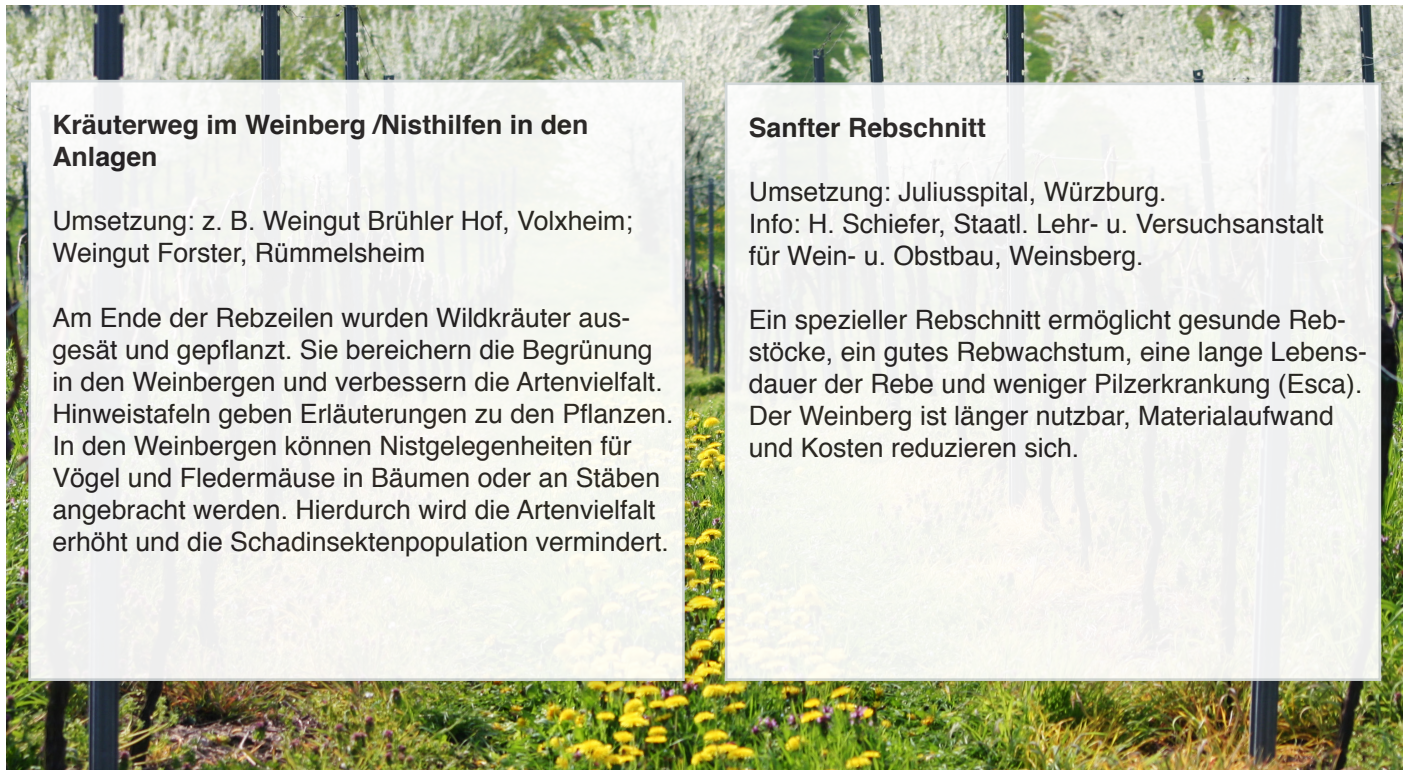 Kräuterweg im Weinberg /Nisthilfen in den
Anlagen
Umsetzung: z. B. Weingut Brühler Hof, Volxheim;
Weingut Forster, Rümmelsheim
Am Ende der Rebzeilen wurden Wildkräuter aus-
gesät und gepflanzt. Sie bereichern die Begrünung
in den Weinbergen und verbessern die Artenvielfalt.
Hinweistafeln geben Erläuterungen zu den Pflanzen.
In den Weinbergen können Nistgelegenheiten für
Vögel und Fledermäuse in Bäumen oder an Stäben
angebracht werden. Hierdurch wird die Artenvielfalt
erhöht und die Schadinsektenpopulation vermindert.
Sanfter Rebschnitt
Umsetzung: Juliusspital, Würzburg.
Info: H. Schiefer, Staatl. Lehr- u. Versuchsanstalt
für Wein- u. Obstbau, Weinsberg.
Ein spezieller Rebschnitt ermöglicht gesunde Reb-
stöcke, ein gutes Rebwachstum, eine lange Lebens-
dauer der Rebe und weniger Pilzerkrankung (Esca).
Der Weinberg ist länger nutzbar, Materialaufwand
und Kosten reduzieren sich.